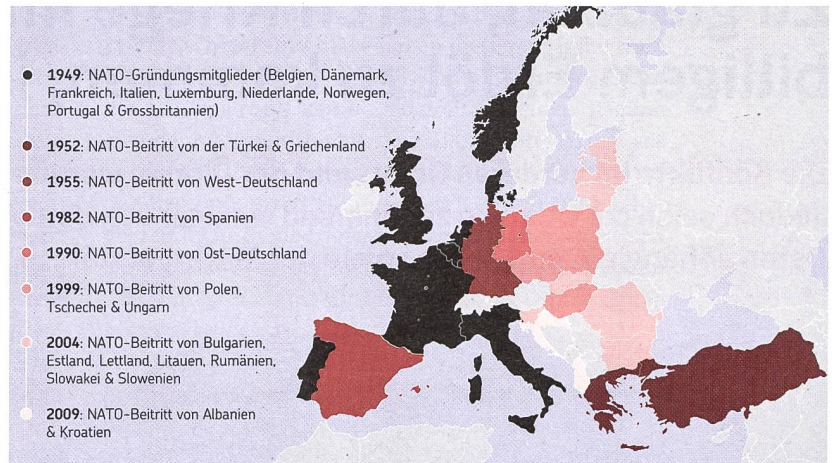 1949: NATO-Gründungsmitglieder (Belgien, Dänemark,
Frankreich, Italien, Luxemburg, Niederlande, Norwegen,
Portugal & Grossbritannien)
1952: NATO-Beitritt von der Türkei & Griechenland
1955: NATO-Beitritt von West-Deutschland
1982: NATO-Beitritt von Spanien
1990: NATO-Beitritt von Ost-Deutschland
1999: NATO-Beitritt von Polen,
Tschechei & Ungarn
2004: NATO-Beitritt von Bulgarien,
Estland, Lettland, Litauen, Rumänien,
Slowakei & Slowenien
2009: NATO-Beitritt von Albanien
& Kroatien